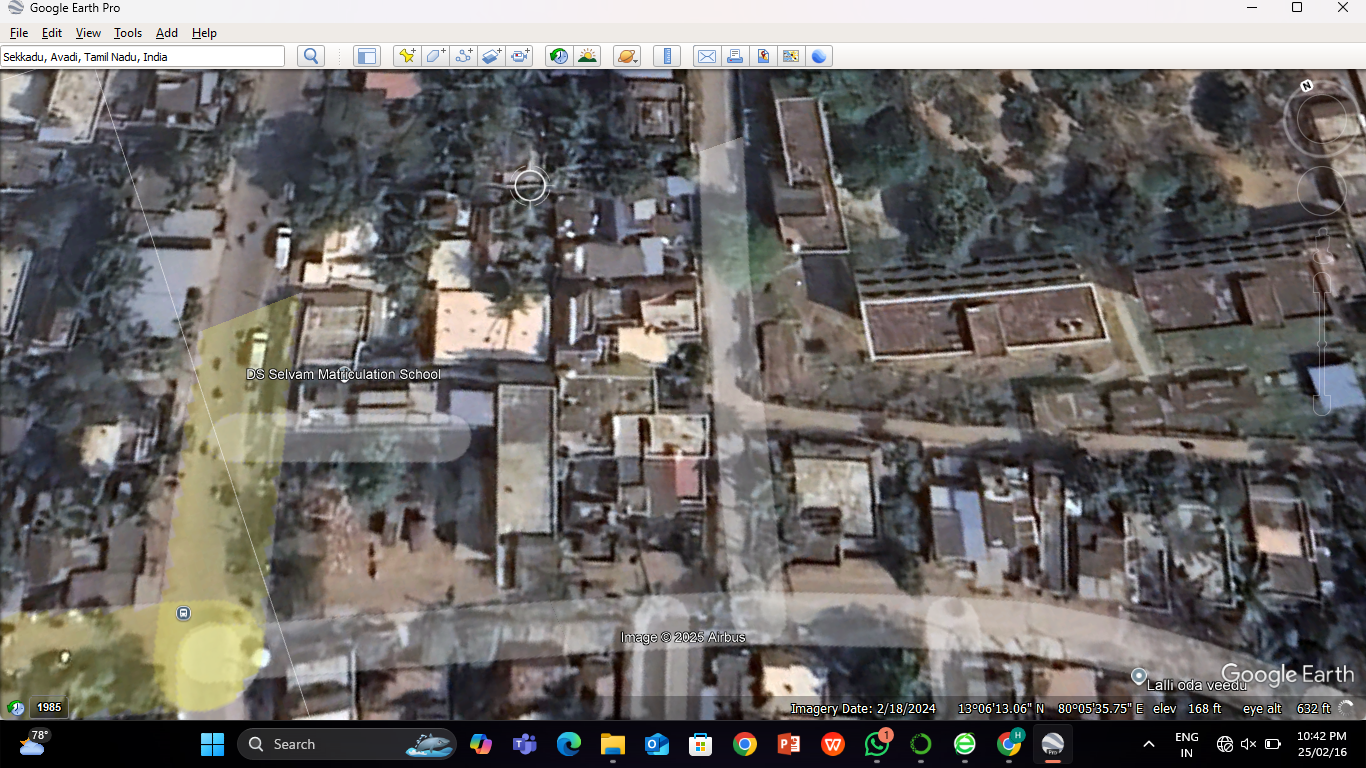 Google Earth Pro
File Edit View Tools Add Help
Sekkadu, Avadi, Tamil Nadu, India
N
DS Selvam Matriculation School
Image © 2025 Airbus
Google Earth
Lalli oda veedu
1985
Imagery Date: 2/18/2024 13°06'13.06" N 80°05'35.75" E elev 168 ft eye alt 632 ft
78°
Search
1
H
Pro
ENG
IN
10:42 PM
25/02/16